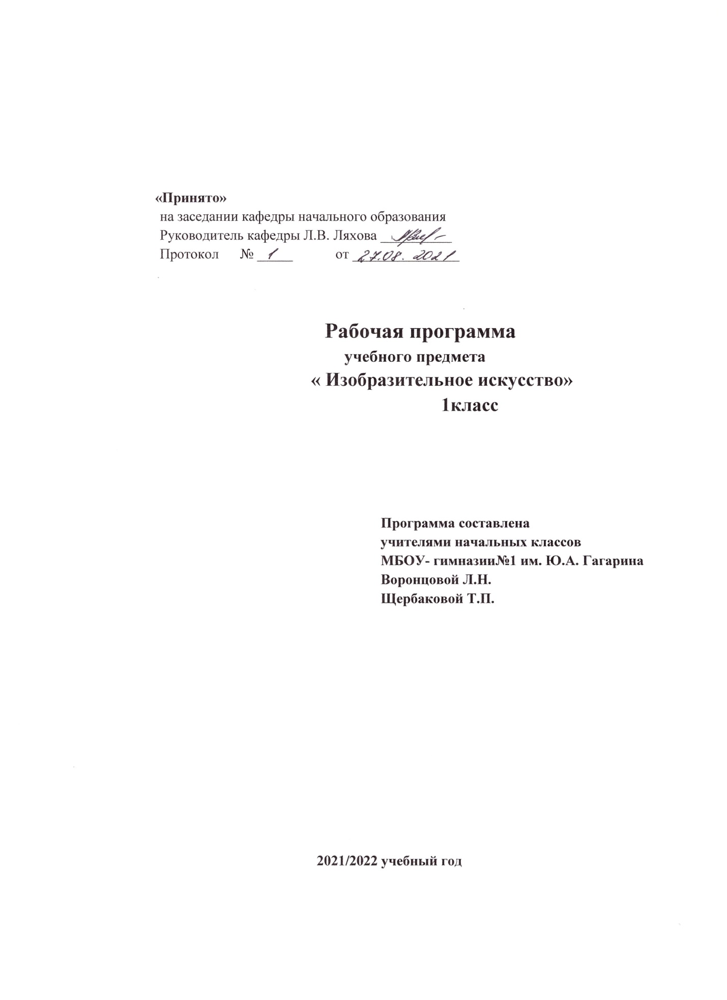 «Принято»
на заседании кафедры начального образования
Руководитель кафедры Л.В. Ляхова
Протокол № 1 от 27.08. 2021
Рабочая программа
учебного предмета
« Изобразительное искусство»
1класс
Программа составлена
учителями начальных классов
МБОУ- гимназии№1 им. Ю.А. Гагарина
Воронцовой Л.Н.
Щербаковой Т.П.
2021/2022 учебный год